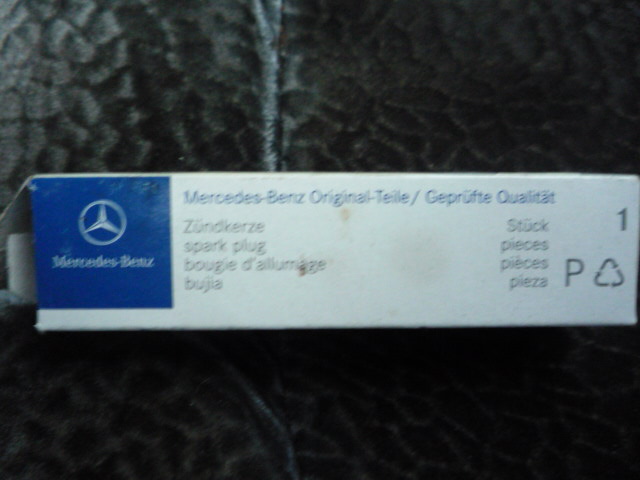 Mercedes-Benz
Mercedes-Benz Original-Teile / Geprüfte Qualität
Zündkerze Stück 1
spark plug pieces
bougie d'allumage pièces P
bujia pieza